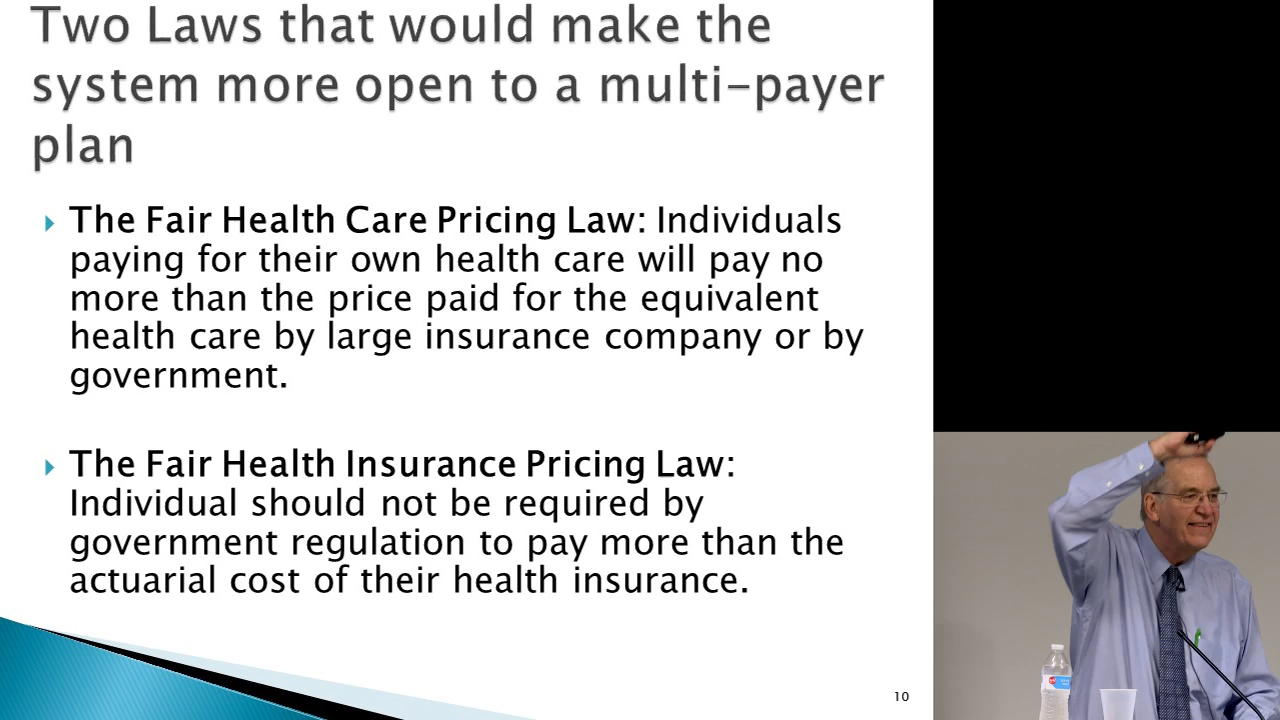 Two Laws that would make the
system more open to a multi-payer
plan
The Fair Health Care Pricing Law: Individuals
paying for their own health care will pay no
more than the price paid for the equivalent
health care by large insurance company or by
government.
The Fair Health Insurance Pricing Law:
Individual should not be required by
government regulation to pay more than the
actuarial cost of their health insurance.
10